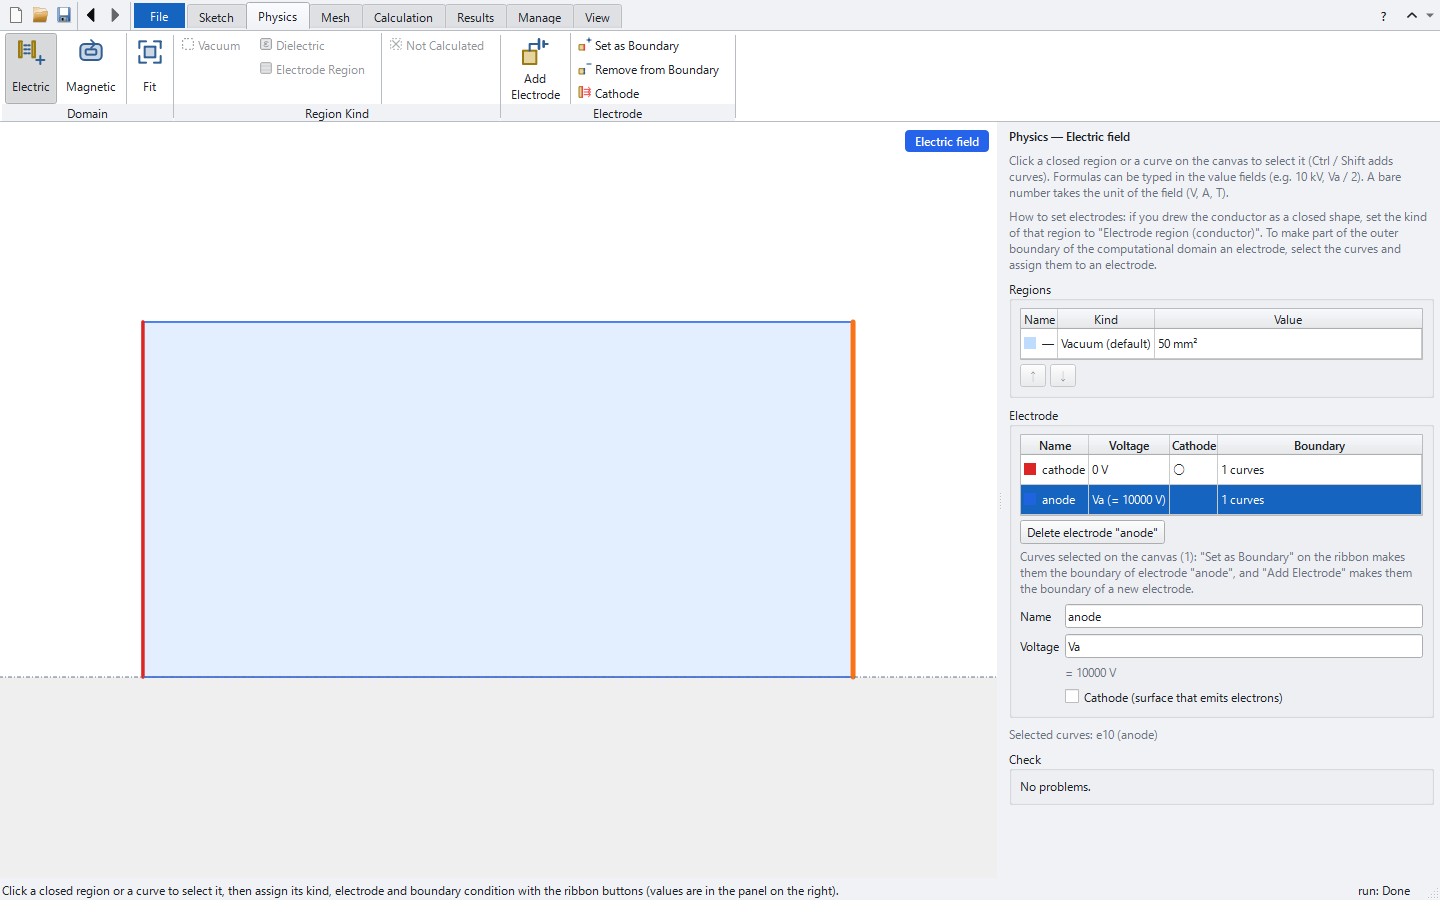 File
Sketch
Physics
Mesh
Calculation
Results
Manage
View
?
Electric
Magnetic
Fit
Vacuum
Dielectric
Electrode Region
Not Calculated
Add
Electrode
Set as Boundary
Remove from Boundary
Cathode
Domain
Region Kind
Electrode
Electric field
Physics — Electric field
Click a closed region or a curve on the canvas to select it (Ctrl / Shift adds
curves). Formulas can be typed in the value fields (e.g. 10 kV, Va / 2). A bare
number takes the unit of the field (V, A, T).
How to set electrodes: if you drew the conductor as a closed shape, set the kind
of that region to "Electrode region (conductor)". To make part of the outer
boundary of the computational domain an electrode, select the curves and
assign them to an electrode.
Regions
Name Kind Value
— Vacuum (default) 50 mm²
↑ ↓
Electrode
Name Voltage Cathode Boundary
cathode 0 V ○ 1 curves
anode Va (= 10000 V) 1 curves
Delete electrode "anode"
Curves selected on the canvas (1): "Set as Boundary" on the ribbon makes
them the boundary of electrode "anode", and "Add Electrode" makes them
the boundary of a new electrode.
Name anode
Voltage Va
= 10000 V
Cathode (surface that emits electrons)
Selected curves: e10 (anode)
Check
No problems.
Click a closed region or a curve to select it, then assign its kind, electrode and boundary condition with the ribbon buttons (values are in the panel on the right).
run: Done